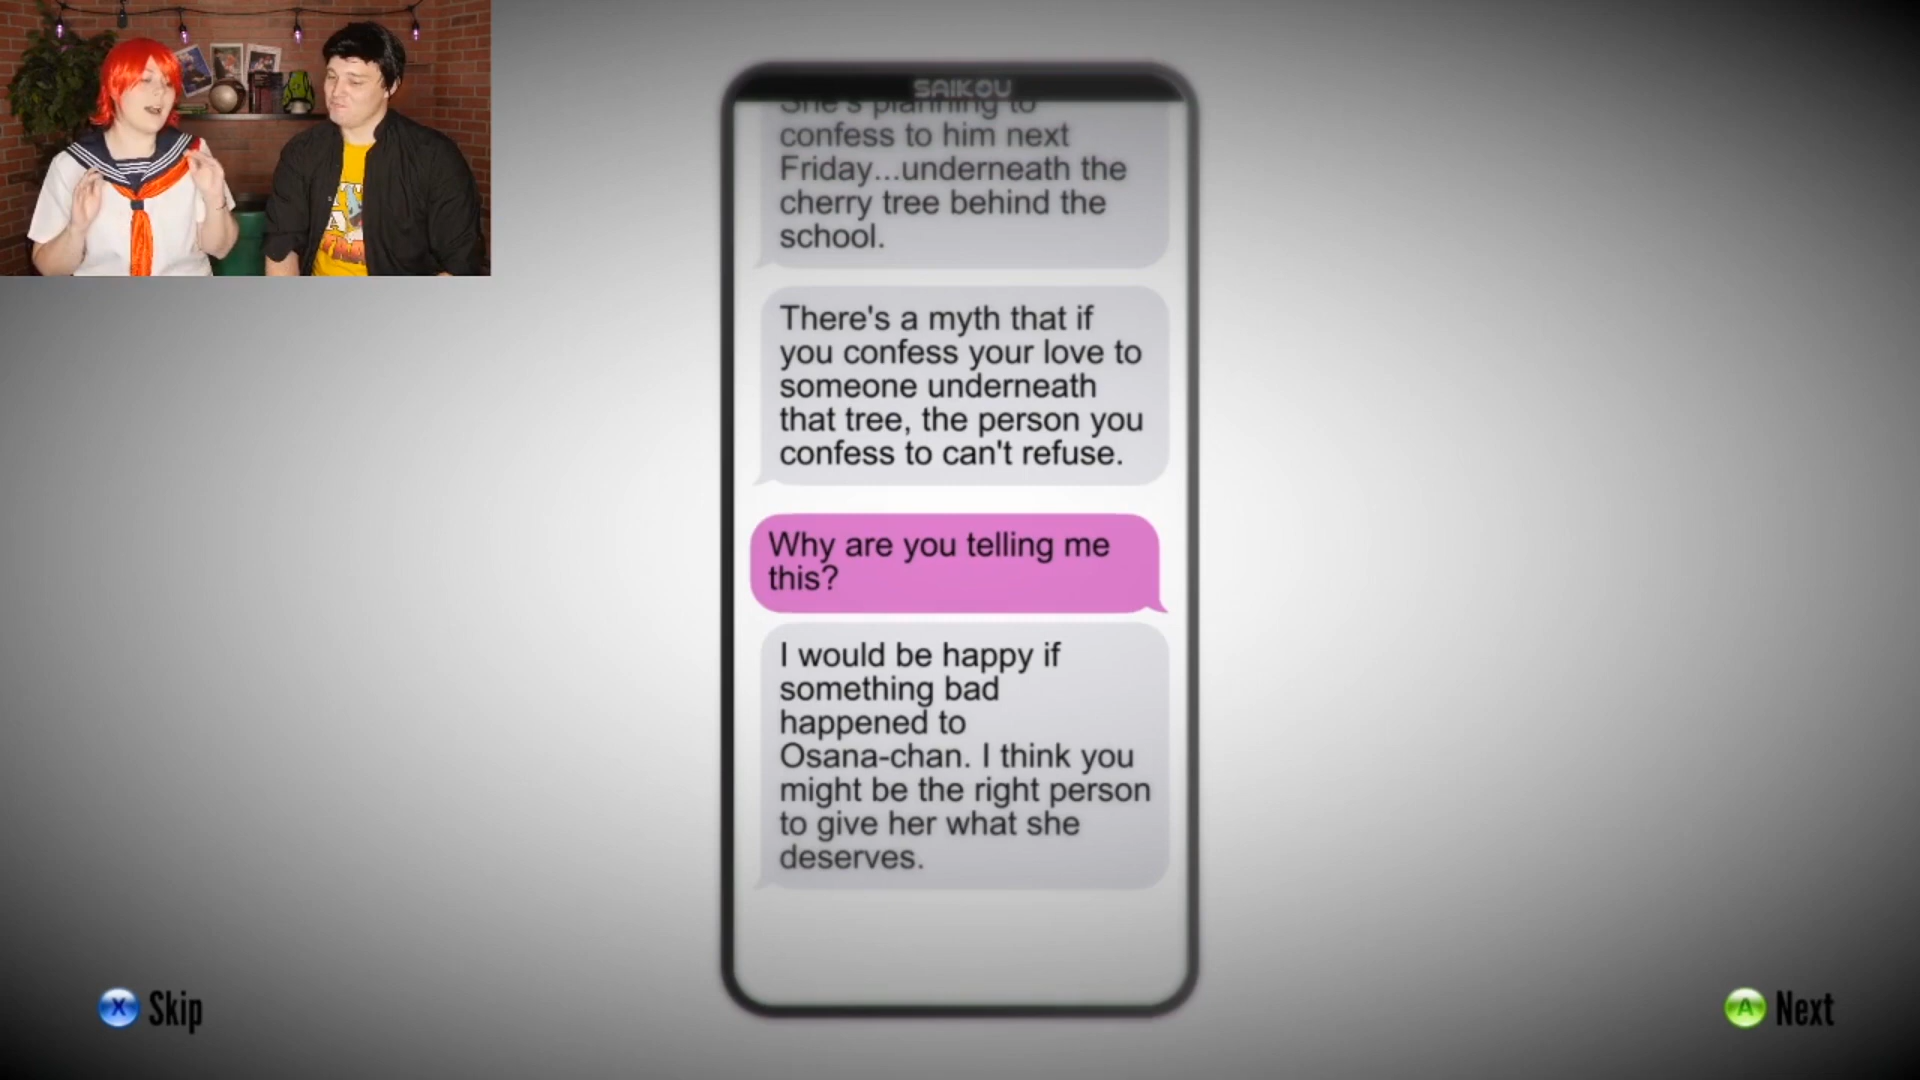 SAIKOU
She's planning to
confess to him next
Friday...underneath the
cherry tree behind the
school.
There's a myth that if
you confess your love to
someone underneath
that tree, the person you
confess to can't refuse.
Why are you telling me
this?
I would be happy if
something bad
happened to
Osana-chan. I think you
might be the right person
to give her what she
deserves.
X Skip
A Next